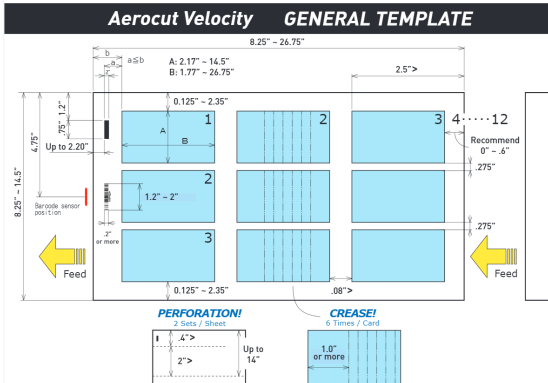 Aerocut Velocity GENERAL TEMPLATE
8.25" ~ 26.75"
b
a
a≦b
A: 2.17" ~ 14.5"
B: 1.77" ~ 26.75"
2.5">
0.125" ~ 2.35"
1.2"
.75"
4.75"
8.25" ~ 14.5"
Up to 2.20"
A
B
1
2
3
4······12
Recommend
0" ~ .6"
.275"
Barcode sensor
position
1.2" ~ 2"
2
.2"
or more
.275"
3
Feed
Feed
0.125" ~ 2.35"
.08">
PERFORATION!
2 Sets / Sheet
CREASE!
6 Times / Card
.4">
2">
Up to
14"
1.0"
or more